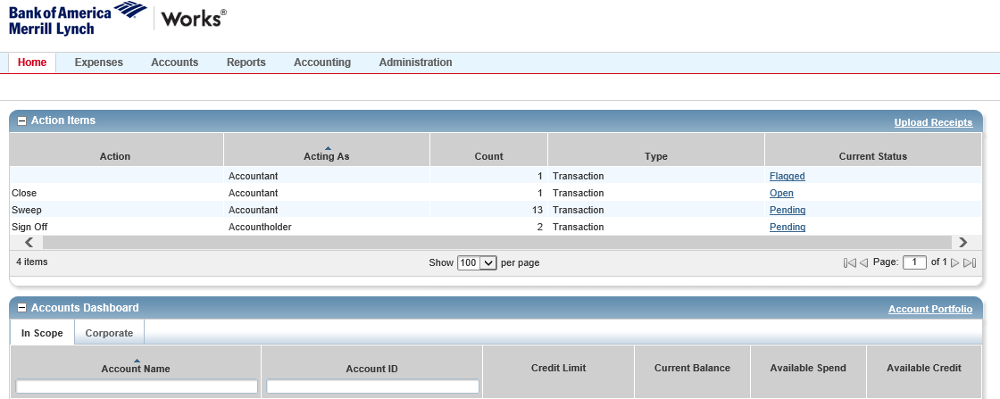 Bank of America
Merrill Lynch
Works®
Home Expenses Accounts Reports Accounting Administration
Action Items Upload Receipts
Action Acting As Count Type Current Status
Accountant 1 Transaction Flagged
Close Accountant 1 Transaction Open
Sweep Accountant 13 Transaction Pending
Sign Off Accountholder 2 Transaction Pending
4 items Show 100 per page Page: 1 of 1
Accounts Dashboard Account Portfolio
In Scope Corporate
Account Name Account ID Credit Limit Current Balance Available Spend Available Credit